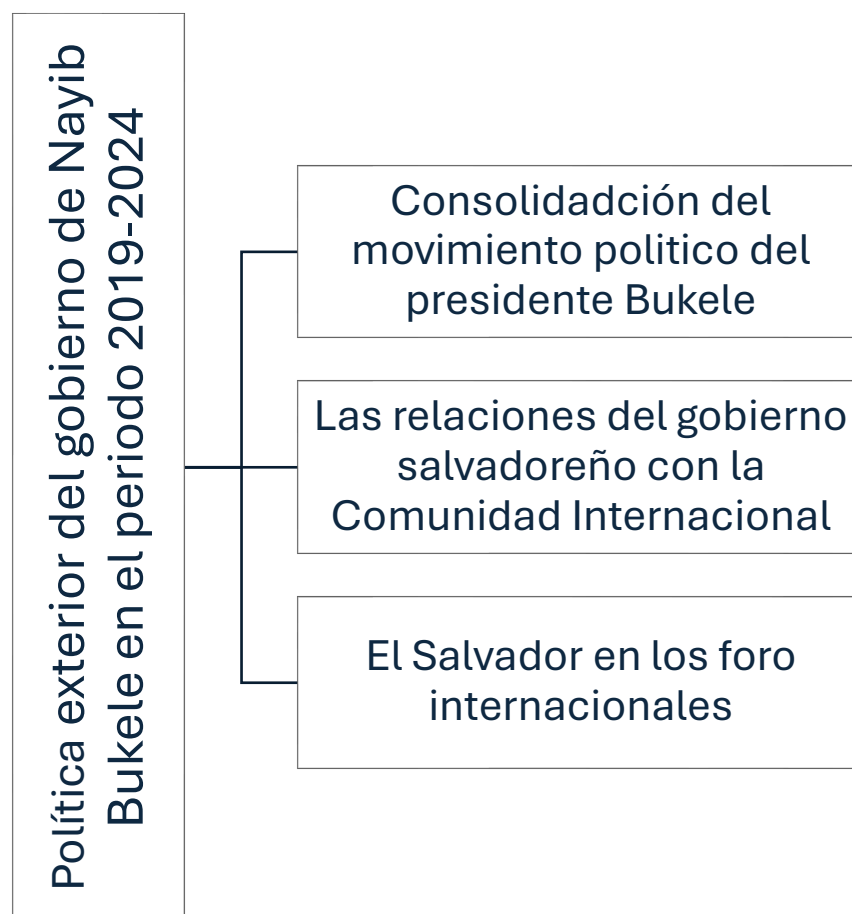 Política exterior del gobierno de Nayib
Bukele en el periodo 2019-2024
Consolidadción del
movimiento politico del
presidente Bukele
Las relaciones del gobierno
salvadoreño con la
Comunidad Internacional
El Salvador en los foro
internacionales